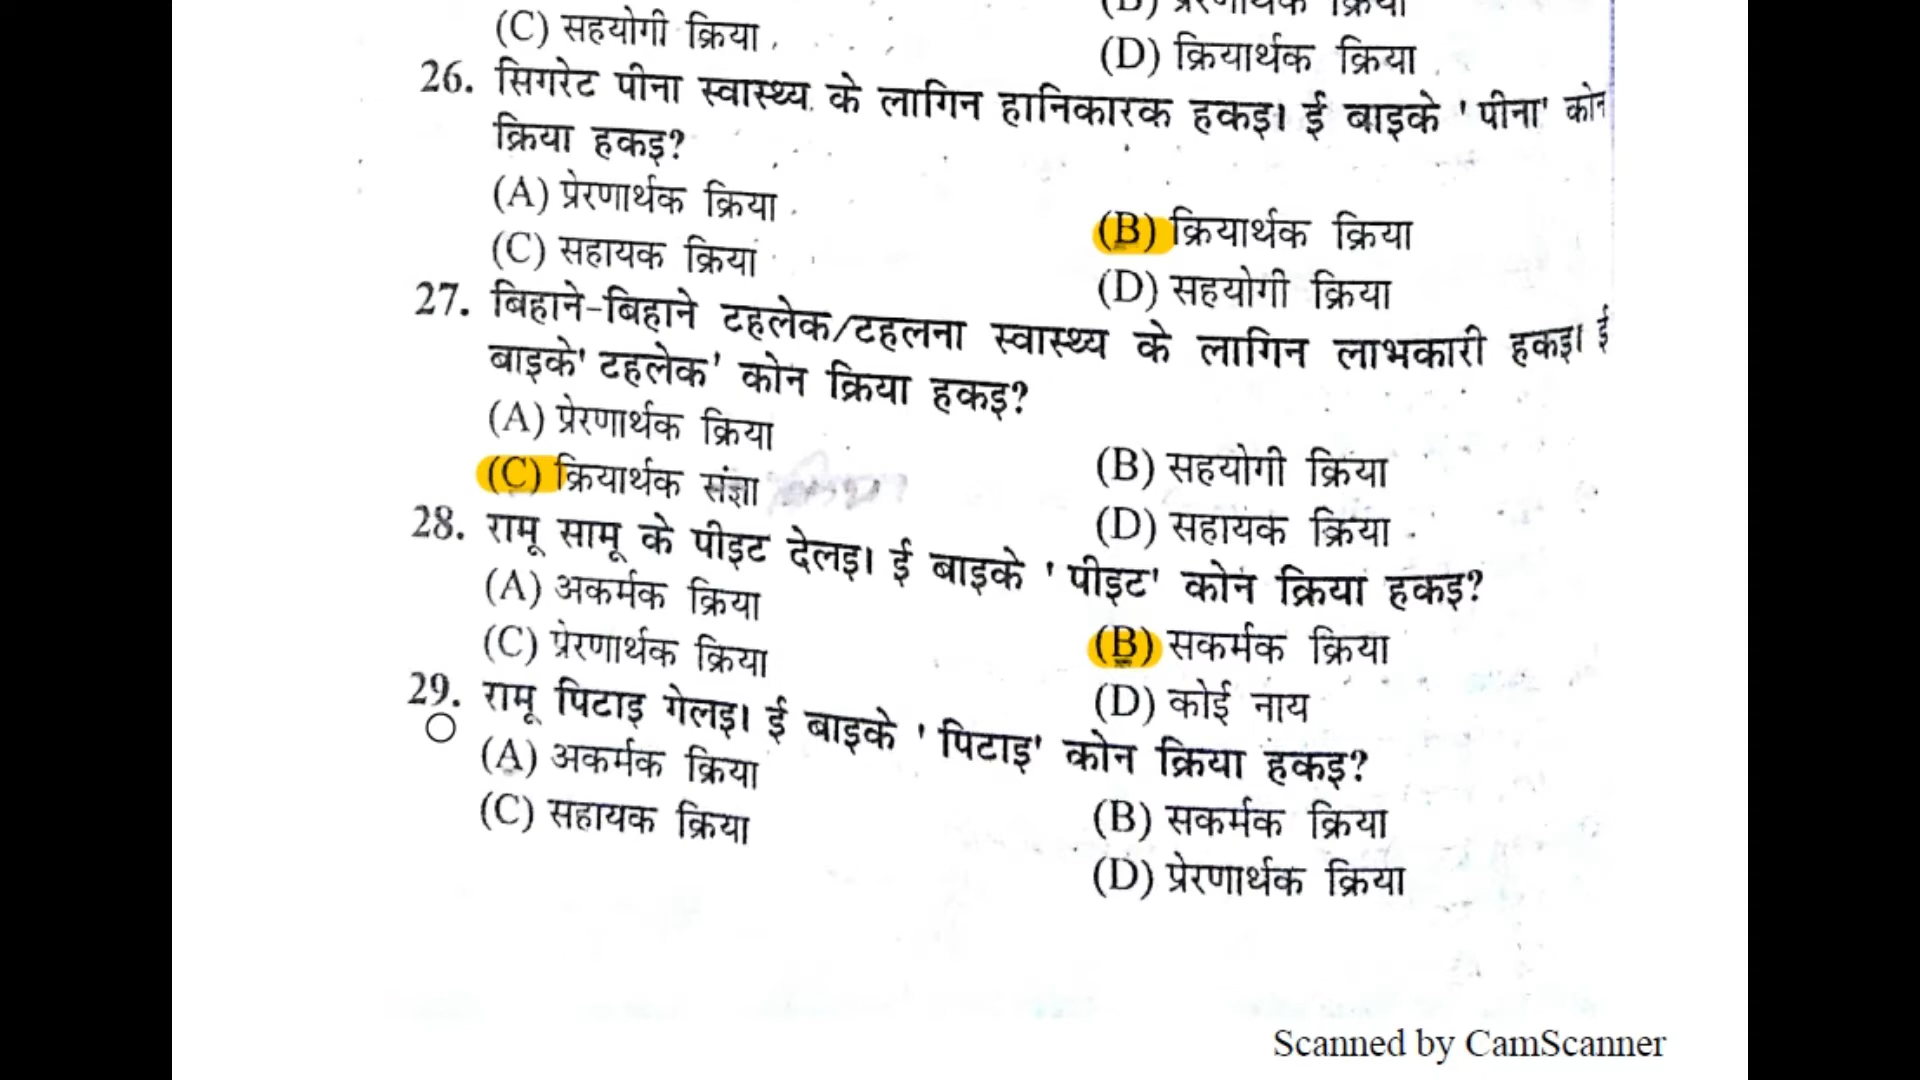 (C) सहयोगी क्रिया
(D) क्रियार्थक क्रिया
26. सिगरेट पीना स्वास्थ्य के लागिन हानिकारक हकइ। ई बाइके 'पीना' कोन
क्रिया हकइ?
(A) प्रेरणार्थक क्रिया
(B) क्रियार्थक क्रिया
(C) सहायक क्रिया
(D) सहयोगी क्रिया
27. बिहाने-बिहाने टहलेक/टहलना स्वास्थ्य के लागिन लाभकारी हकइ। ई
बाइके' टहलेक' कोन क्रिया हकइ?
(A) प्रेरणार्थक क्रिया
(B) सहयोगी क्रिया
(C) क्रियार्थक संज्ञा
(D) सहायक क्रिया
28. रामू सामू के पीइट देलइ। ई बाइके 'पीइट' कोन क्रिया हकइ?
(A) अकर्मक क्रिया
(B) सकर्मक क्रिया
(C) प्रेरणार्थक क्रिया
(D) कोई नाय
29. रामू पिटाइ गेलइ। ई बाइके 'पिटाइ' कोन क्रिया हकइ?
(A) अकर्मक क्रिया
(B) सकर्मक क्रिया
(C) सहायक क्रिया
(D) प्रेरणार्थक क्रिया
Scanned by CamScanner